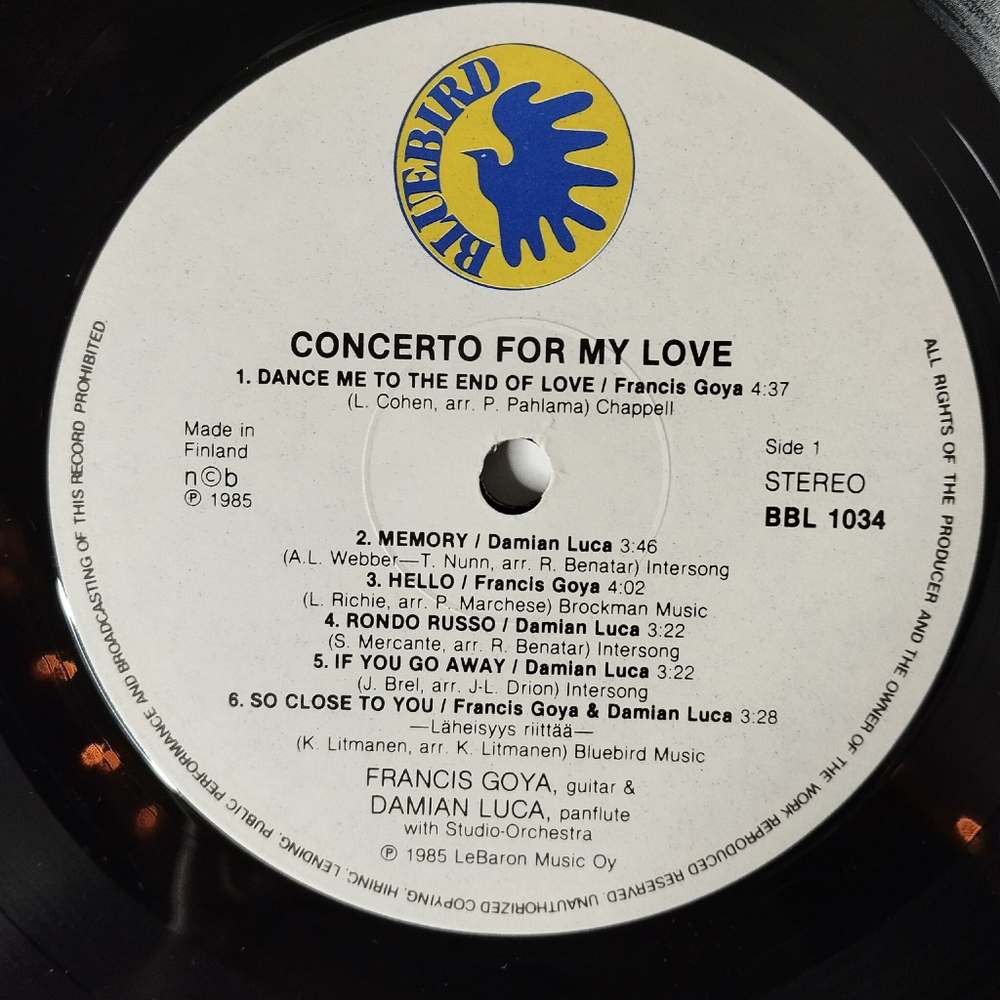 BLUEBIRD
CONCERTO FOR MY LOVE
1. DANCE ME TO THE END OF LOVE / Francis Goya 4:37
(L. Cohen, arr. P. Pahlama) Chappell
Made in
Finland
n©b
℗ 1985
Side 1
STEREO
BBL 1034
2. MEMORY / Damian Luca 3:46
(A.L. Webber—T. Nunn, arr. R. Benatar) Intersong
3. HELLO / Francis Goya 4:02
(L. Richie, arr. P. Marchese) Brockman Music
4. RONDO RUSSO / Damian Luca 3:22
(S. Mercante, arr. R. Benatar) Intersong
5. IF YOU GO AWAY / Damian Luca 3:22
(J. Brel, arr. J-L. Drion) Intersong
6. SO CLOSE TO YOU / Francis Goya & Damian Luca 3:28
—Läheisyys riittää—
(K. Litmanen, arr. K. Litmanen) Bluebird Music
FRANCIS GOYA, guitar &
DAMIAN LUCA, panflute
with Studio-Orchestra
℗ 1985 LeBaron Music Oy
ALL RIGHTS OF THE PRODUCER AND THE OWNER OF THE WORK REPRODUCED RESERVED. UNAUTHORIZED COPYING, HIRING, LENDING, PUBLIC PERFORMANCE AND BROADCASTING OF THIS RECORD PROHIBITED.